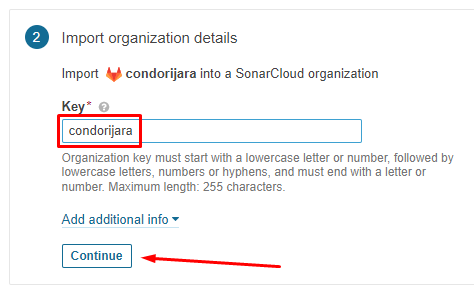 2 Import organization details
Import condorijara into a SonarCloud organization
Key* ?
condorijara
Organization key must start with a lowercase letter or number, followed by
lowercase letters, numbers or hyphens, and must end with a letter or
number. Maximum length: 255 characters.
Add additional info
Continue